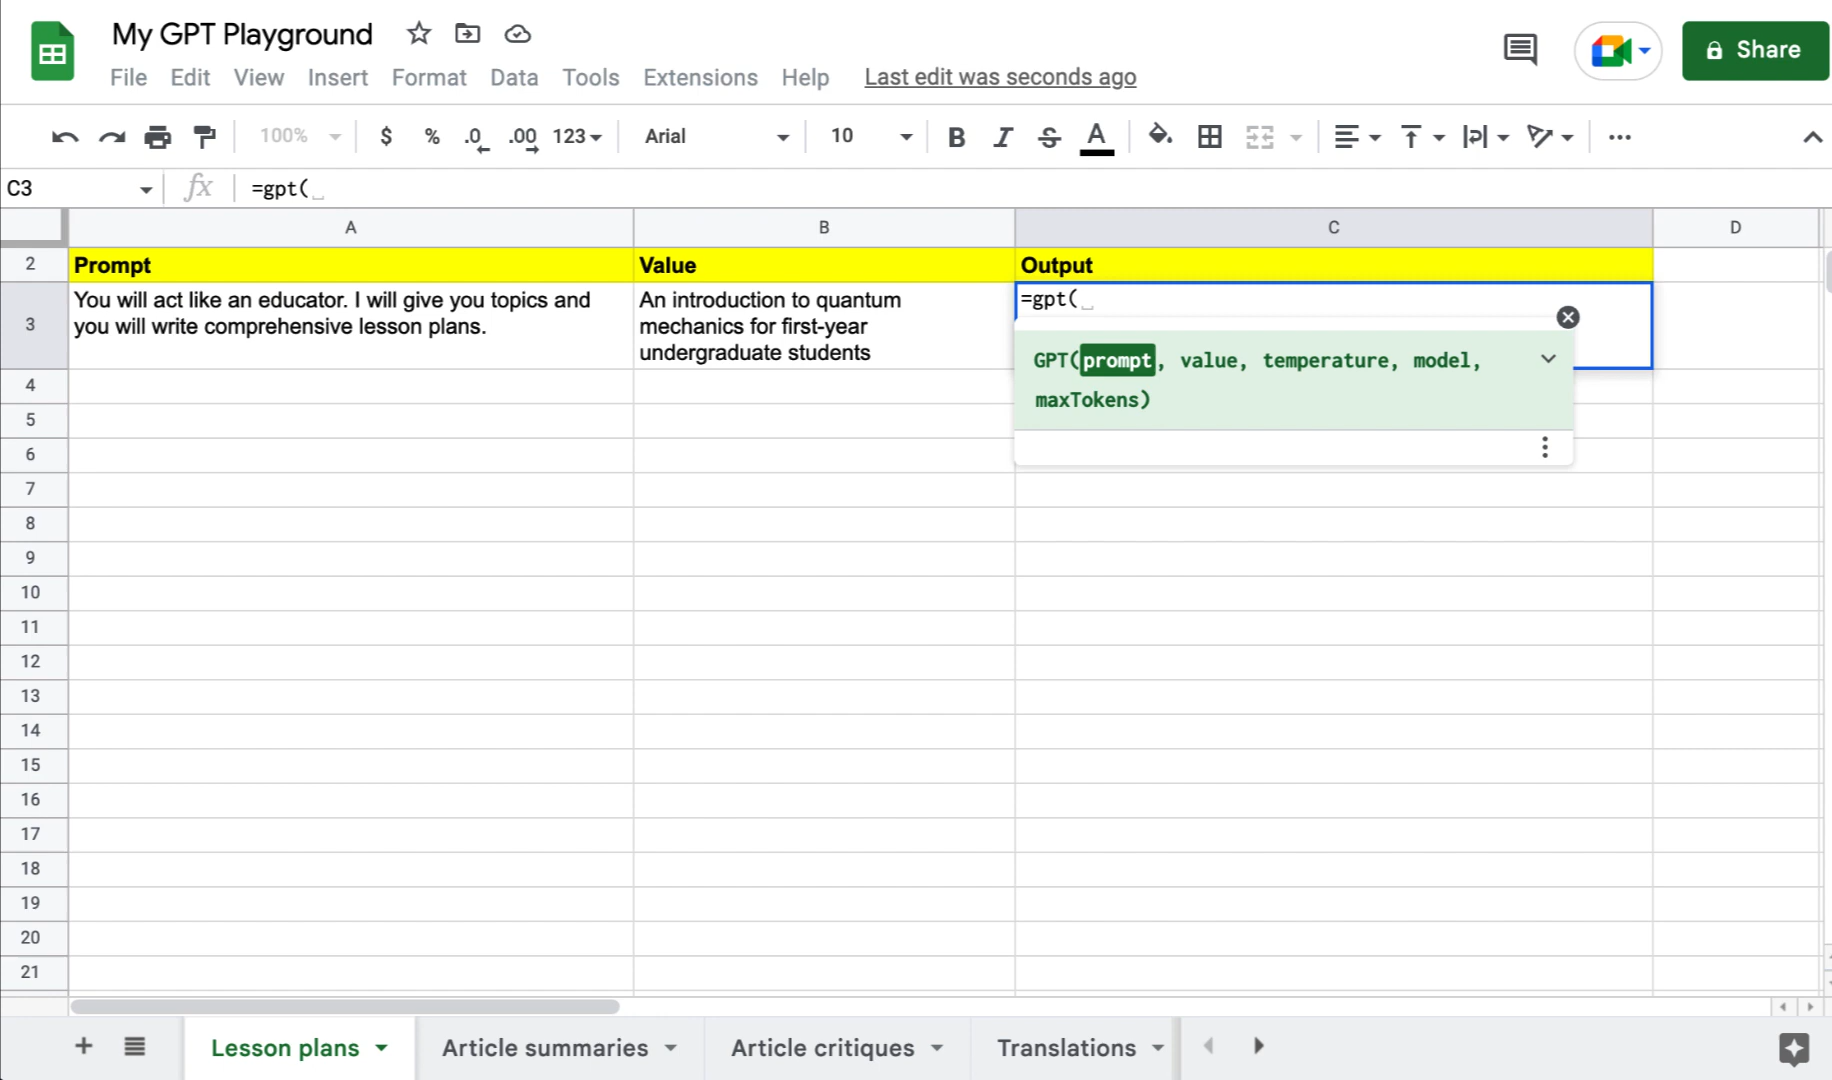 My GPT Playground
File Edit View Insert Format Data Tools Extensions Help Last edit was seconds ago
Share
100% $ % .0 .00 123 Arial 10 B I S A
C3 fx =gpt(
A B C D
2 Prompt Value Output
3 You will act like an educator. I will give you topics and
you will write comprehensive lesson plans.
An introduction to quantum
mechanics for first-year
undergraduate students
=gpt(
GPT(prompt, value, temperature, model,
maxTokens)
4
5
6
7
8
9
10
11
12
13
14
15
16
17
18
19
20
21
+ Lesson plans Article summaries Article critiques Translations